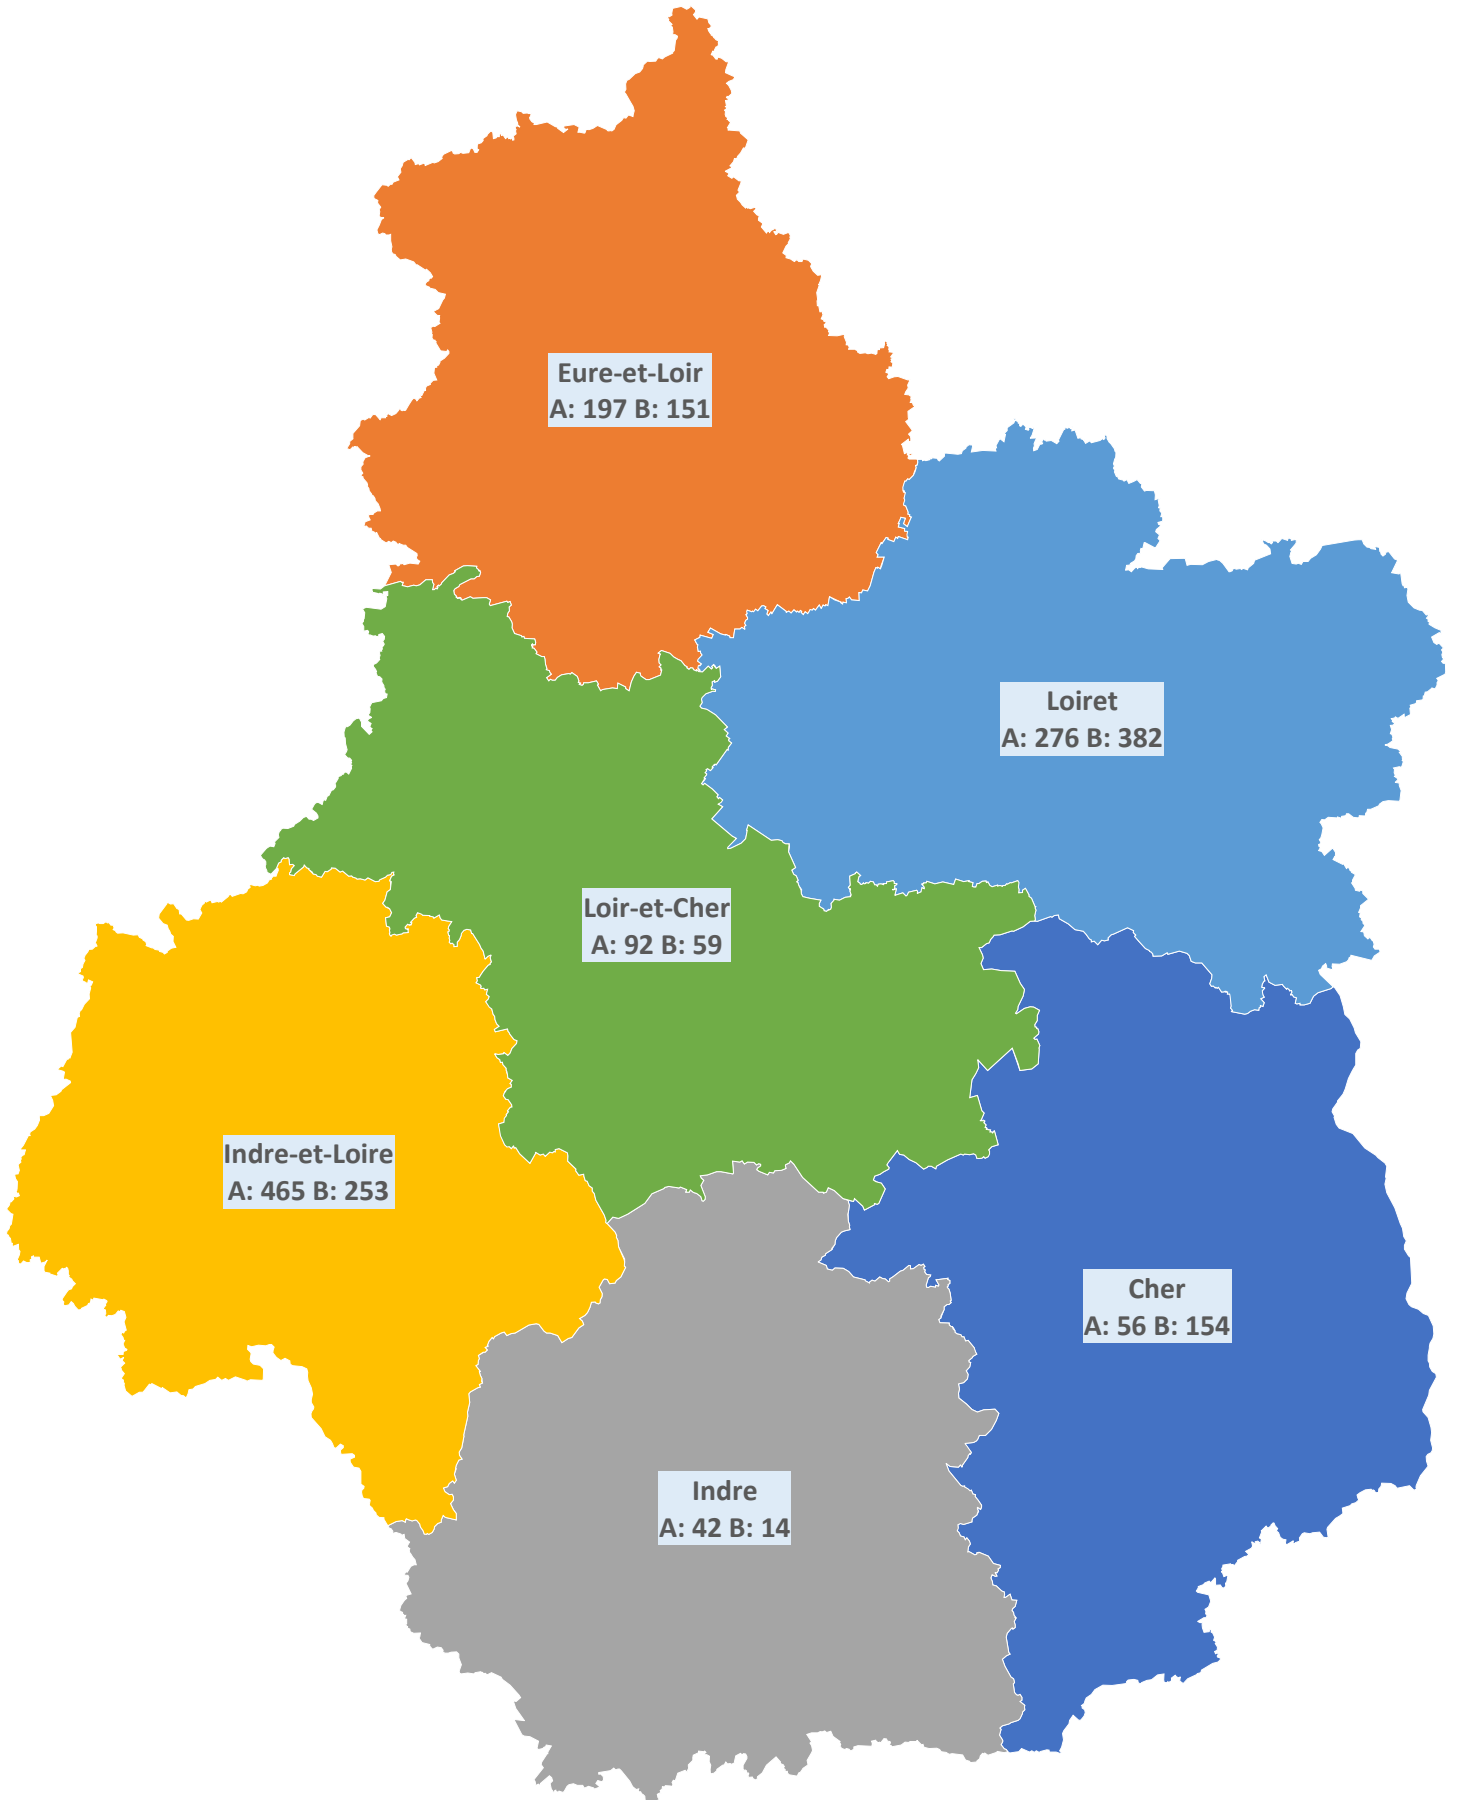 Eure-et-Loir
A: 197 B: 151
Loiret
A: 276 B: 382
Loir-et-Cher
A: 92 B: 59
Indre-et-Loire
A: 465 B: 253
Cher
A: 56 B: 154
Indre
A: 42 B: 14